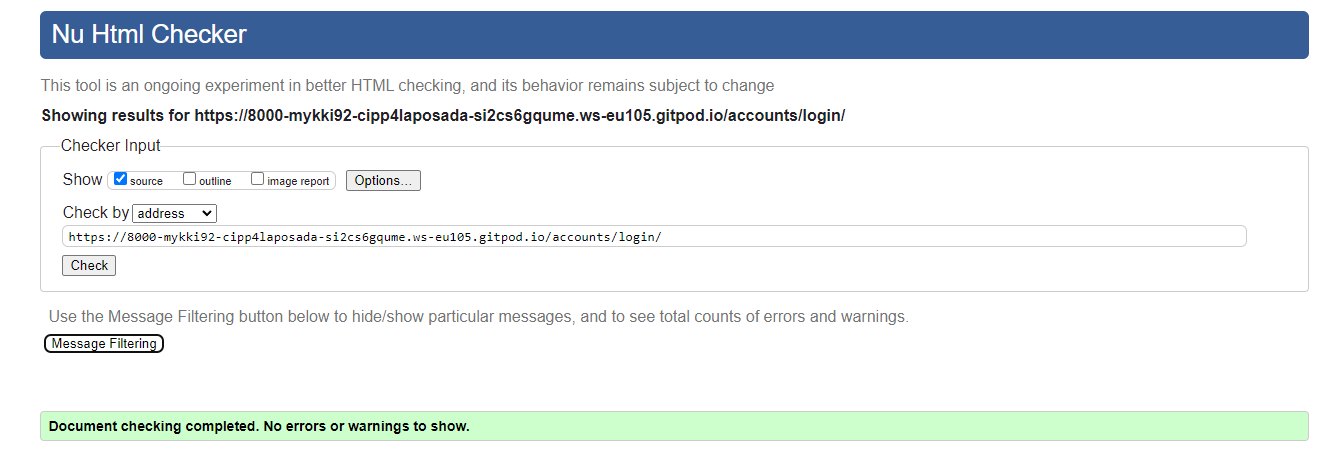 Nu Html Checker
This tool is an ongoing experiment in better HTML checking, and its behavior remains subject to change
Showing results for https://8000-mykki92-cipp4laposada-si2cs6gqume.ws-eu105.gitpod.io/accounts/login/
Checker Input
Show source outline image report Options...
Check by address
https://8000-mykki92-cipp4laposada-si2cs6gqume.ws-eu105.gitpod.io/accounts/login/
Check
Use the Message Filtering button below to hide/show particular messages, and to see total counts of errors and warnings.
Message Filtering
Document checking completed. No errors or warnings to show.